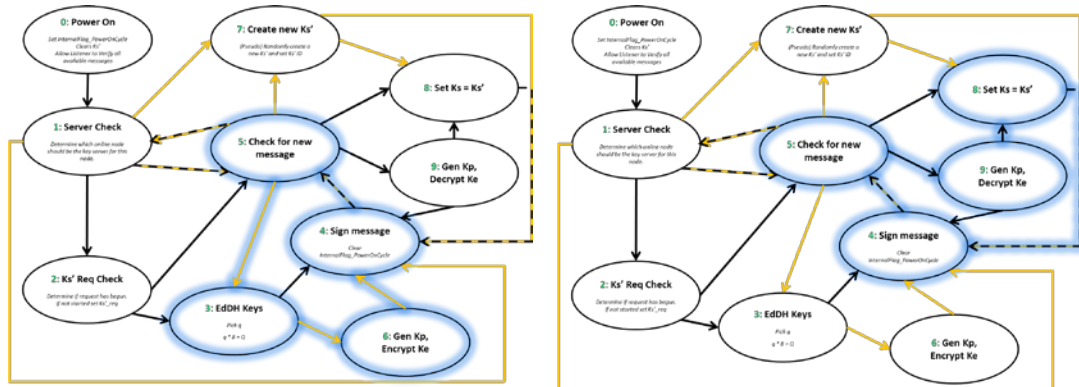 0: Power On
Set InternalFlag_PowerOnCycle
Clears Ks'
Allow Listener to Verify all
available messages
7: Create new Ks'
(Pseudo) Randomly create a
new Ks' and set Ks' ID
8: Set Ks = Ks'
1: Server Check
Determine which online node
should be the key server for this
node.
5: Check for new
message
9: Gen Kp,
Decrypt Ke
4: Sign message
Clear
InternalFlag_PowerOnCycle
2: Ks' Req Check
Determine if request has begun.
If not started set Ks'_req
3: EdDH Keys
Pick q
q * B = Q
6: Gen Kp,
Encrypt Ke
0: Power On
Set InternalFlag_PowerOnCycle
Clears Ks'
Allow Listener to Verify all
available messages
7: Create new Ks'
(Pseudo) Randomly create a
new Ks' and set Ks' ID
8: Set Ks = Ks'
1: Server Check
Determine which online node
should be the key server for this
node.
5: Check for new
message
9: Gen Kp,
Decrypt Ke
4: Sign message
Clear
InternalFlag_PowerOnCycle
2: Ks' Req Check
Determine if request has begun.
If not started set Ks'_req
3: EdDH Keys
Pick q
q * B = Q
6: Gen Kp,
Encrypt Ke